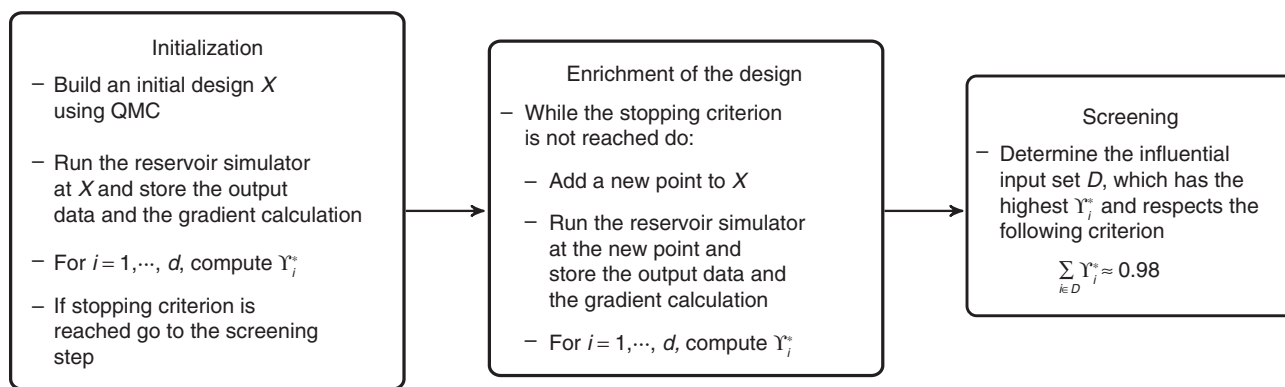 Initialization
– Build an initial design X
using QMC
– Run the reservoir simulator
at X and store the output
data and the gradient calculation
– For i = 1,⋯, d, compute ϒ*i
– If stopping criterion is
reached go to the screening
step
Enrichment of the design
– While the stopping criterion
is not reached do:
– Add a new point to X
– Run the reservoir simulator
at the new point and
store the output data and
the gradient calculation
– For i = 1,⋯, d, compute ϒ*i
Screening
– Determine the influential
input set D, which has the
highest ϒ*i and respects the
following criterion
∑ ϒ*i ≈ 0.98
i∈D